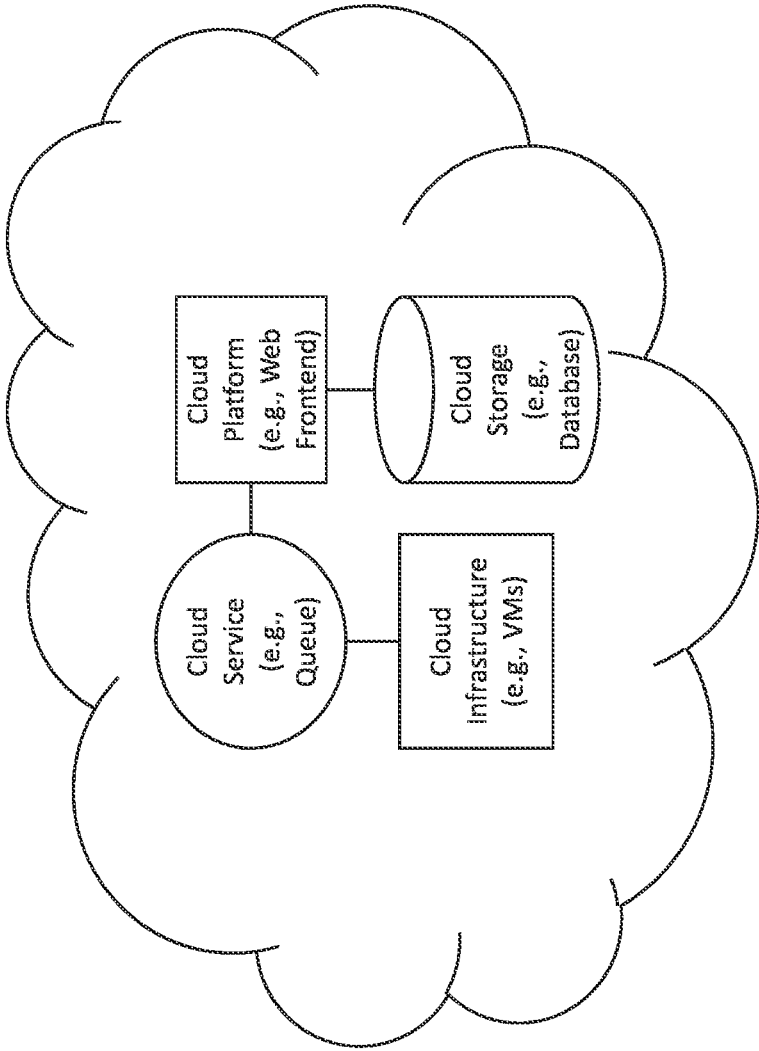 Cloud
Service
(e.g.,
Queue
Cloud
Platform
(e.g., Web
Frontend)
Cloud
Infrastructure
(e.g., VMs)
Cloud
Storage
(e.g.,
Database)